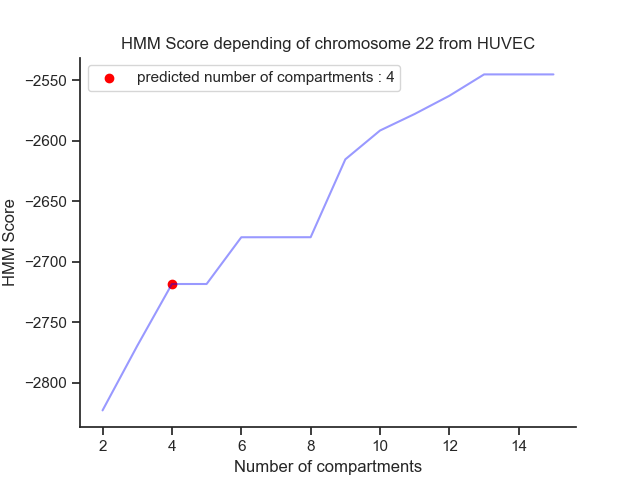 HMM Score depending of chromosome 22 from HUVEC
predicted number of compartments : 4
HMM Score
−2550
−2600
−2650
−2700
−2750
−2800
2 4 6 8 10 12 14
Number of compartments